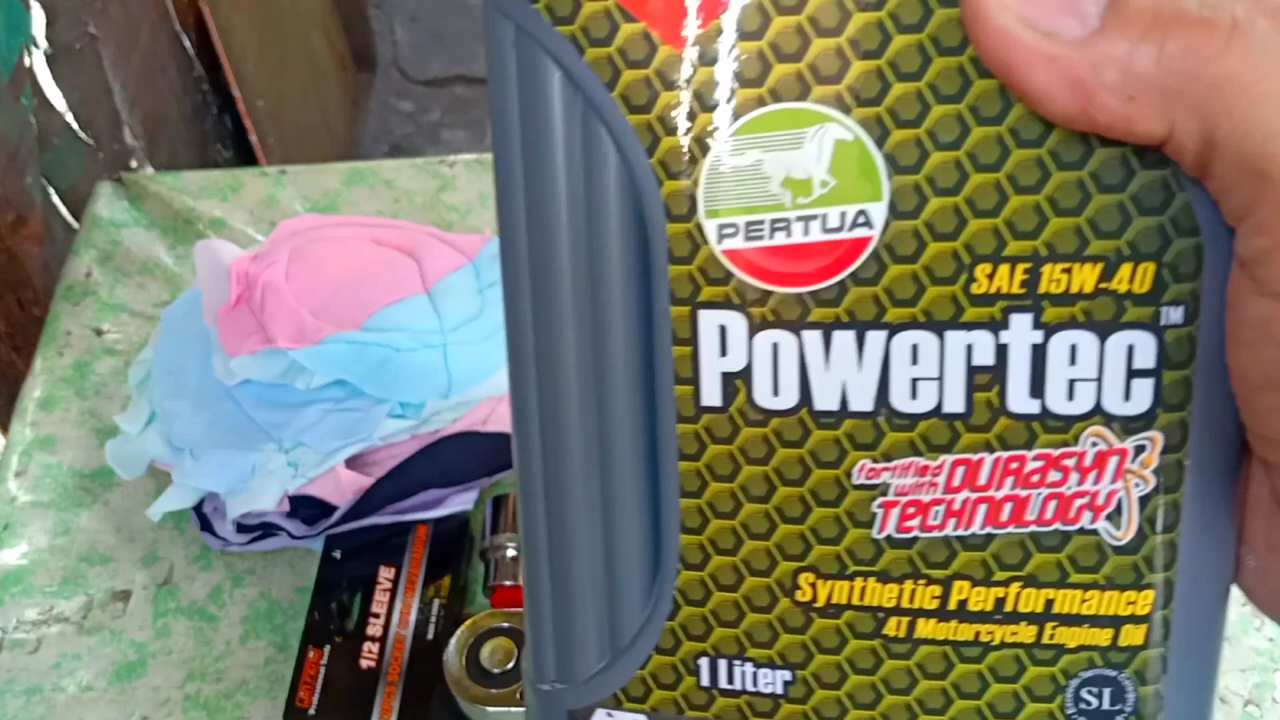 PERTUA
SAE 15W-40
Powertec™
fortified
with DURASYN
TECHNOLOGY
Synthetic Performance
4T Motorcycle Engine Oil
1 Liter
SL
1/2 SLEEVE